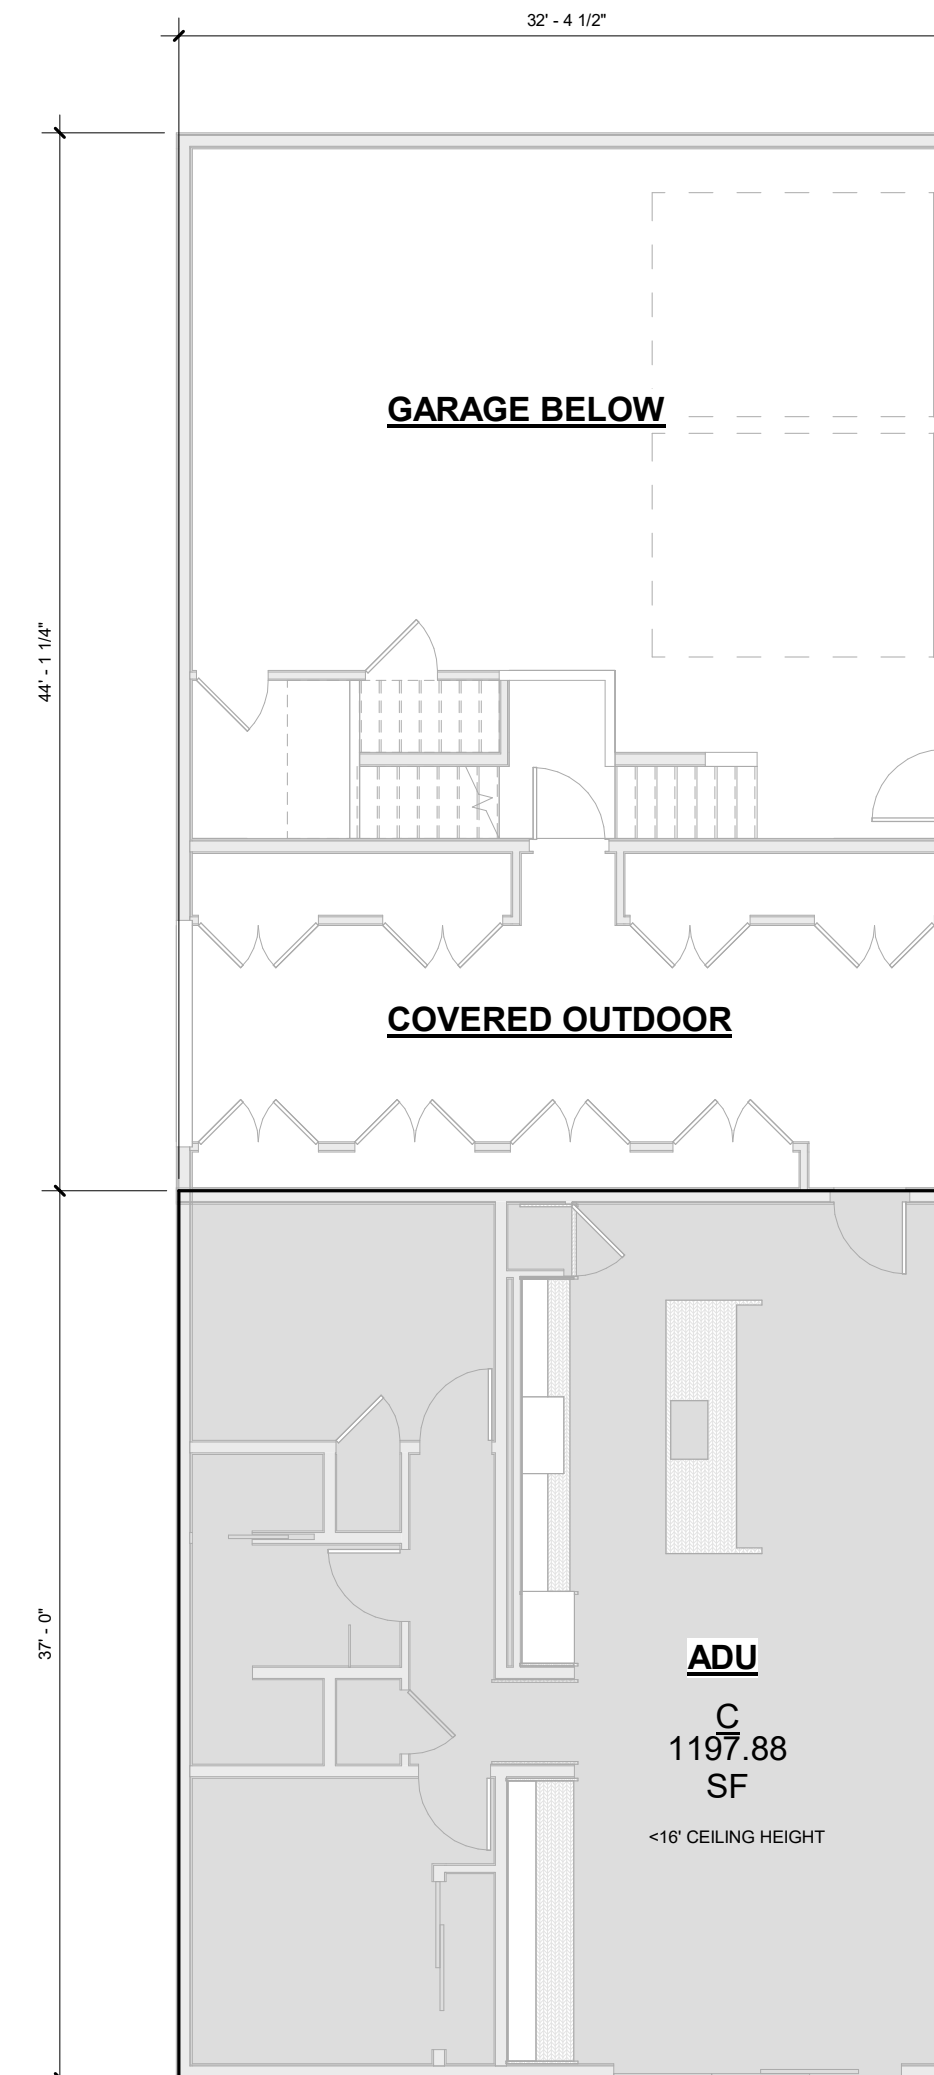 32' - 4 1/2"
GARAGE BELOW
44' - 1 1/4"
COVERED OUTDOOR
37' - 0"
ADU
C
1197.88
SF
<16' CEILING HEIGHT